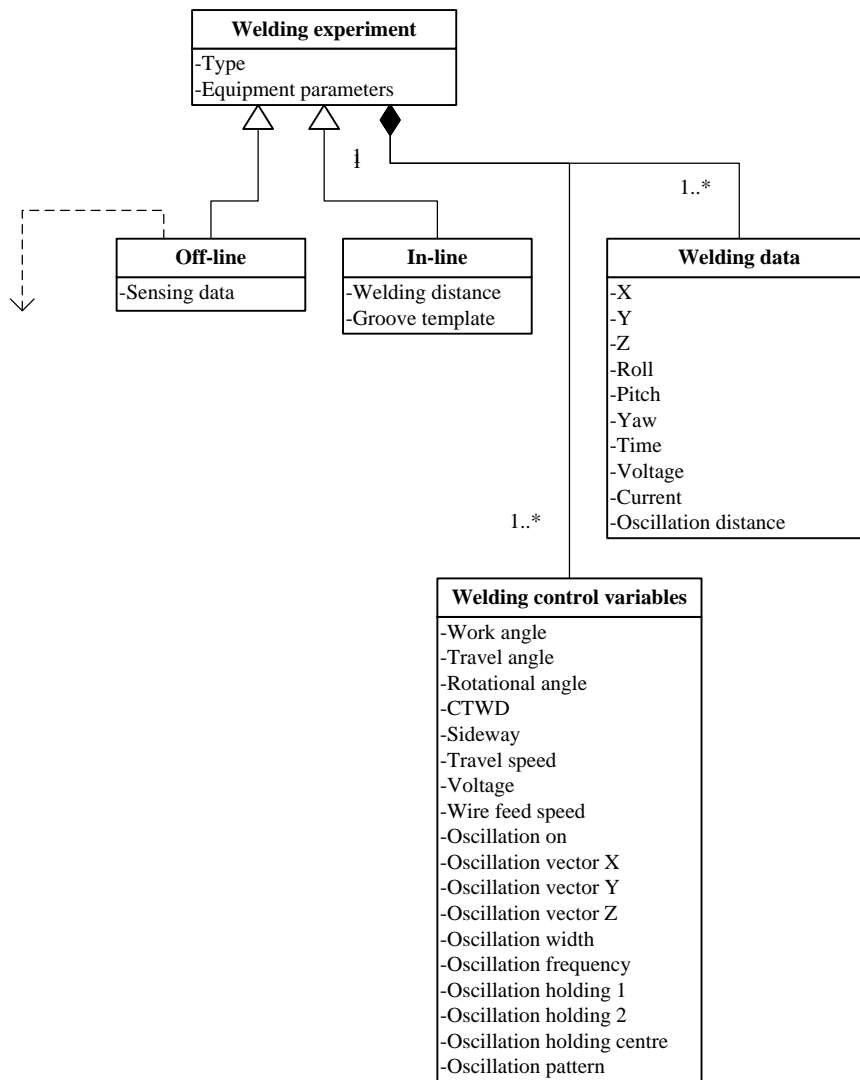 Welding experiment
-Type
-Equipment parameters
1
1
1..*
Off-line
-Sensing data
In-line
-Welding distance
-Groove template
Welding data
-X
-Y
-Z
-Roll
-Pitch
-Yaw
-Time
-Voltage
-Current
-Oscillation distance
1..*
Welding control variables
-Work angle
-Travel angle
-Rotational angle
-CTWD
-Sideway
-Travel speed
-Voltage
-Wire feed speed
-Oscillation on
-Oscillation vector X
-Oscillation vector Y
-Oscillation vector Z
-Oscillation width
-Oscillation frequency
-Oscillation holding 1
-Oscillation holding 2
-Oscillation holding centre
-Oscillation pattern